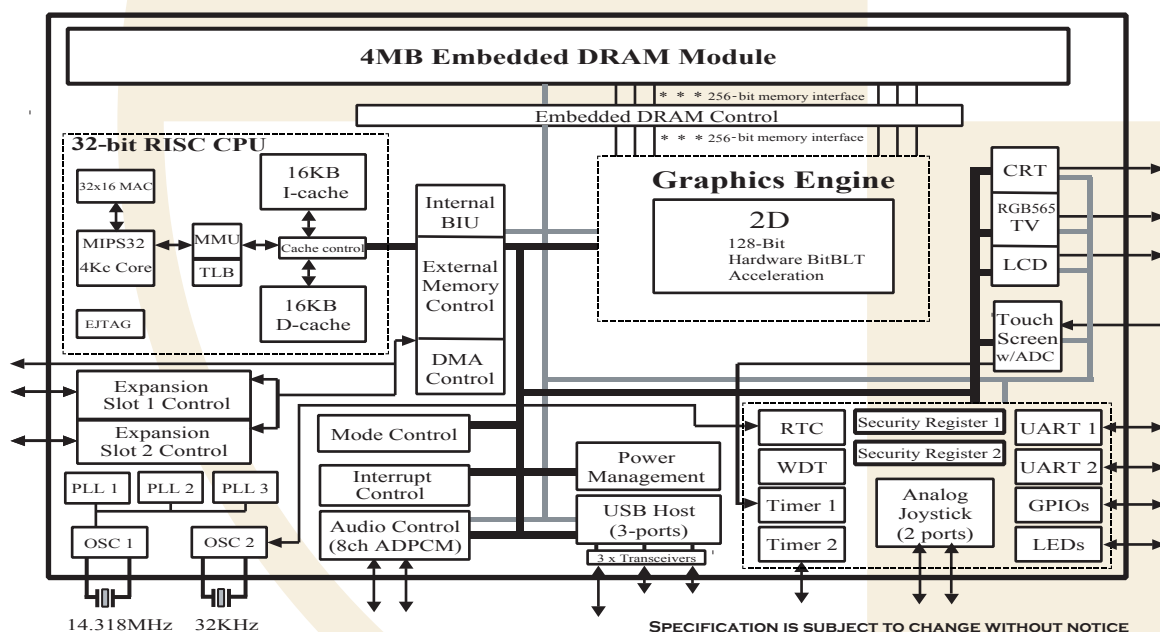 4MB Embedded DRAM Module
* * * 256-bit memory interface
Embedded DRAM Control
* * * 256-bit memory interface
32-bit RISC CPU
32x16 MAC
MIPS32
4Kc Core
EJTAG
MMU
TLB
16KB
I-cache
Cache control
16KB
D-cache
Internal
BIU
External
Memory
Control
DMA
Control
Graphics Engine
2D
128-Bit
Hardware BitBLT
Acceleration
CRT
RGB565
TV
LCD
Touch
Screen
w/ADC
Expansion
Slot 1 Control
Expansion
Slot 2 Control
PLL 1
PLL 2
PLL 3
OSC 1
OSC 2
14.318MHz
32KHz
Mode Control
Interrupt
Control
Audio Control
(8ch ADPCM)
Power
Management
USB Host
(3-ports)
3 x Transceivers
RTC
WDT
Timer 1
Timer 2
Security Register 1
Security Register 2
Analog
Joystick
(2 ports)
UART 1
UART 2
GPIOs
LEDs
SPECIFICATION IS SUBJECT TO CHANGE WITHOUT NOTICE